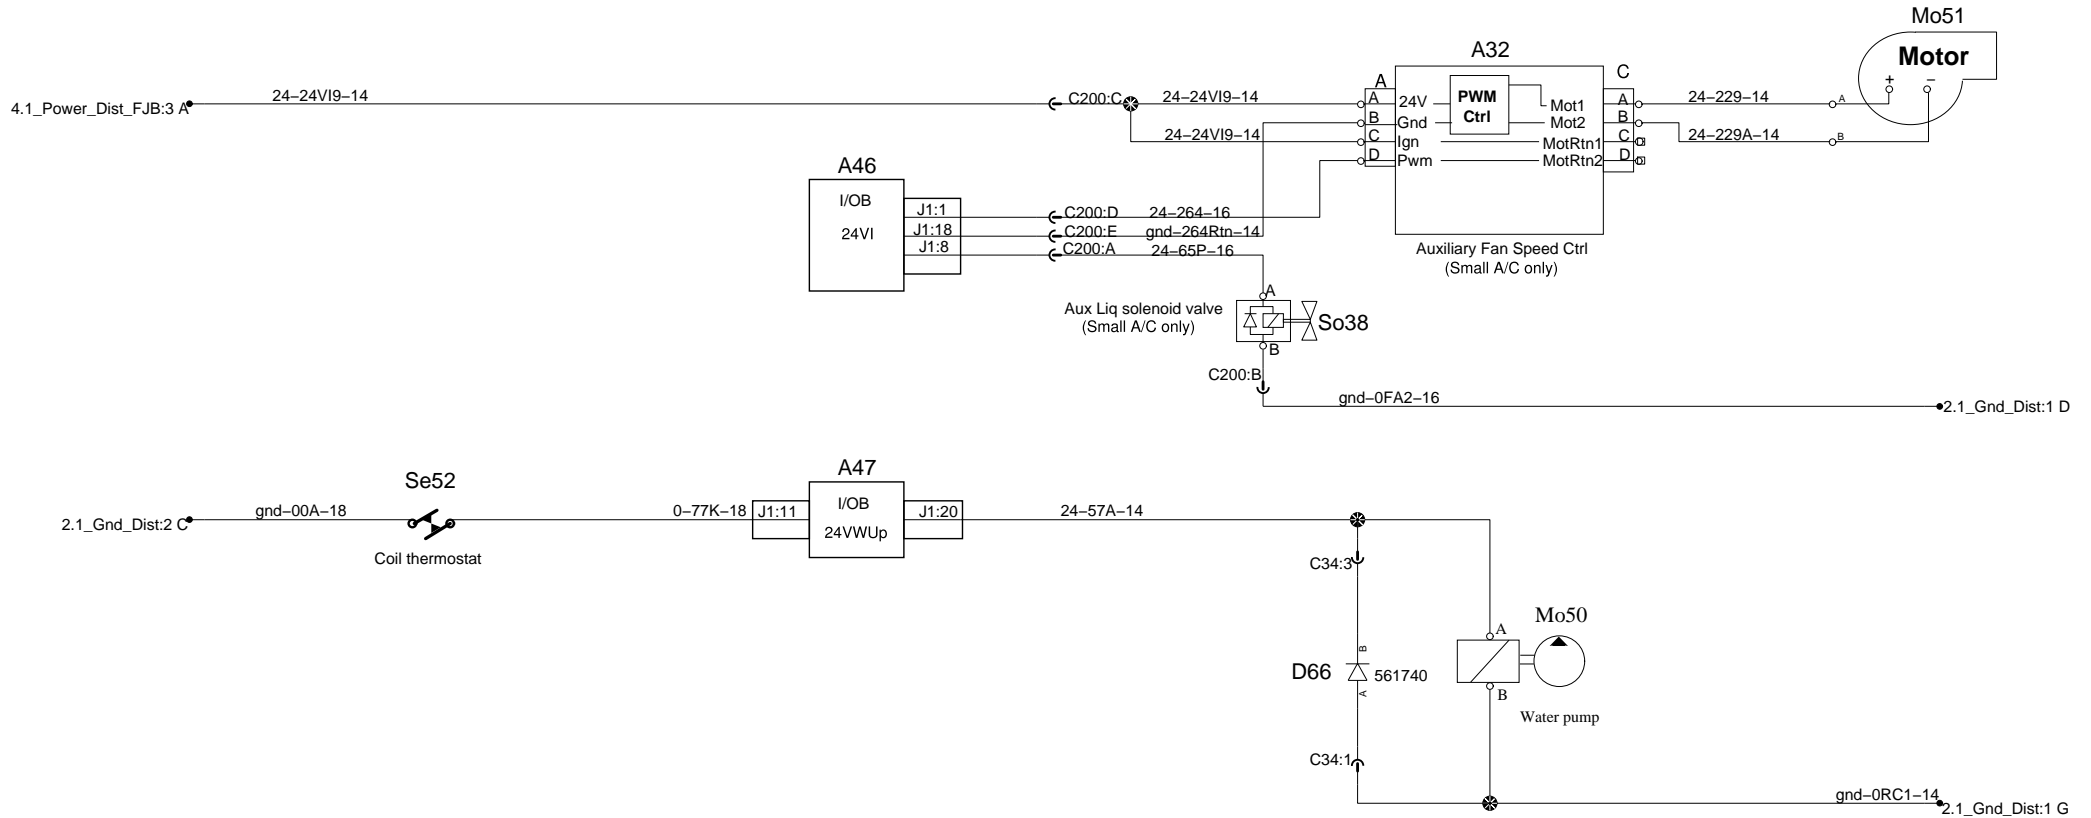 Mo51
Motor
+ −
A32
4.1_Power_Dist_FJB:3 A
24−24VI9−14
C200:C
24−24VI9−14
A
A
24V
PWM
Ctrl
Mot1
C
A
24−229−14
A
B
Gnd
Mot2
B
24−24VI9−14
C
Ign
MotRtn1
C
24−229A−14
B
D
Pwm
MotRtn2
D
A46
I/OB
24VI
J1:1
C200:D
24−264−16
J1:18
C200:E
gnd−264Rtn−14
J1:8
C200:A
24−65P−16
Auxiliary Fan Speed Ctrl
(Small A/C only)
Aux Liq solenoid valve
(Small A/C only)
A
So38
B
C200:B
gnd−0FA2−16
2.1_Gnd_Dist:1 D
2.1_Gnd_Dist:2 C
gnd−00A−18
Se52
Coil thermostat
0−77K−18
J1:11
A47
I/OB
24VWUp
J1:20
24−57A−14
C34:3
Mo50
A
B
D66
561740
A
B
Water pump
C34:1
gnd−0RC1−14
2.1_Gnd_Dist:1 G